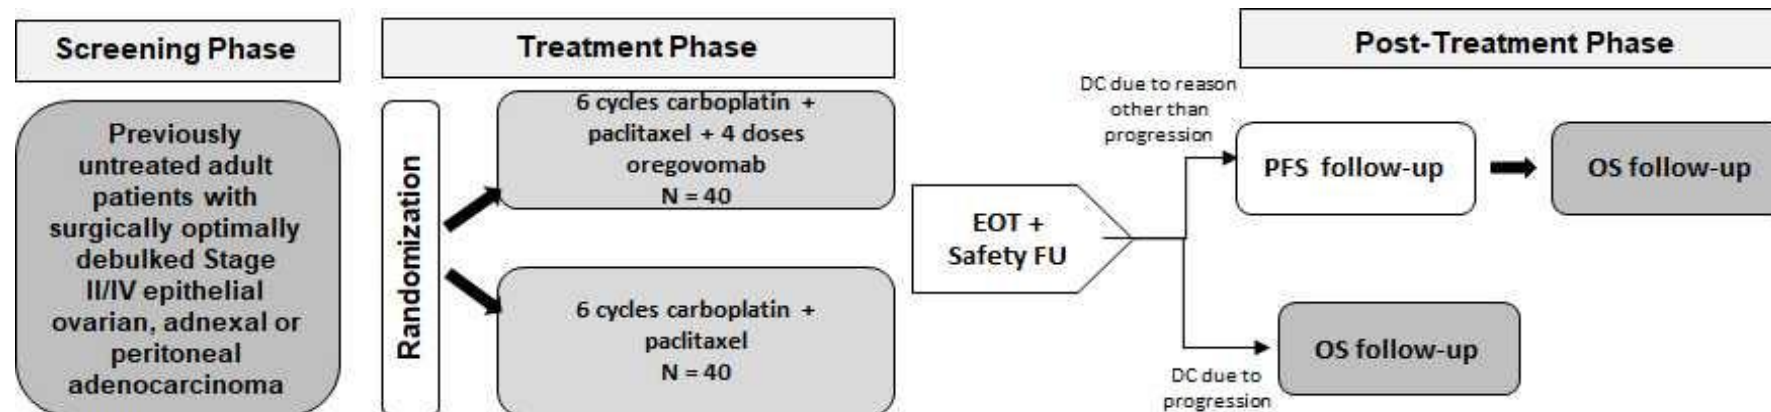 Screening Phase
Previously
untreated adult
patients with
surgically optimally
debulked Stage
II/IV epithelial
ovarian, adnexal or
peritoneal
adenocarcinoma
Treatment Phase
Randomization
6 cycles carboplatin +
paclitaxel + 4 doses
oregovomab
N = 40
6 cycles carboplatin +
paclitaxel
N = 40
EOT +
Safety FU
Post-Treatment Phase
DC due to reason
other than
progression
PFS follow-up
OS follow-up
DC due to
progression
OS follow-up